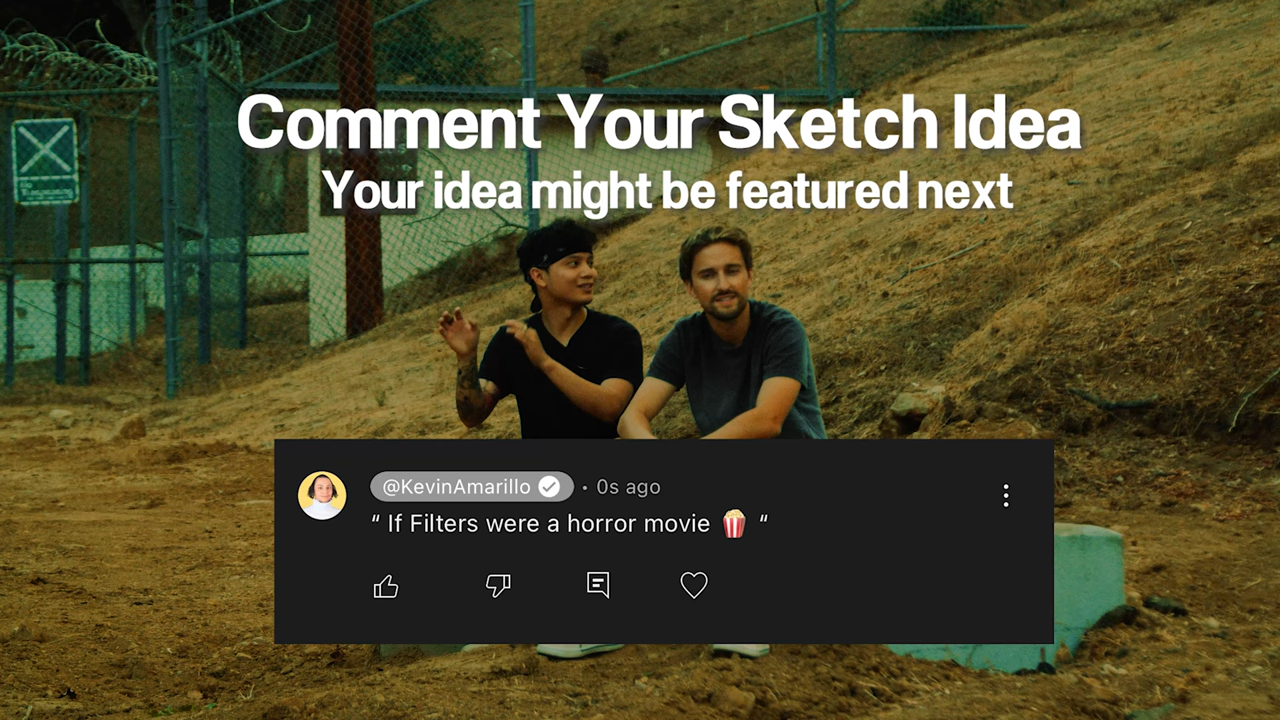 Comment Your Sketch Idea
Your idea might be featured next
@KevinAmarillo • 0s ago
“ If Filters were a horror movie 🍿 “